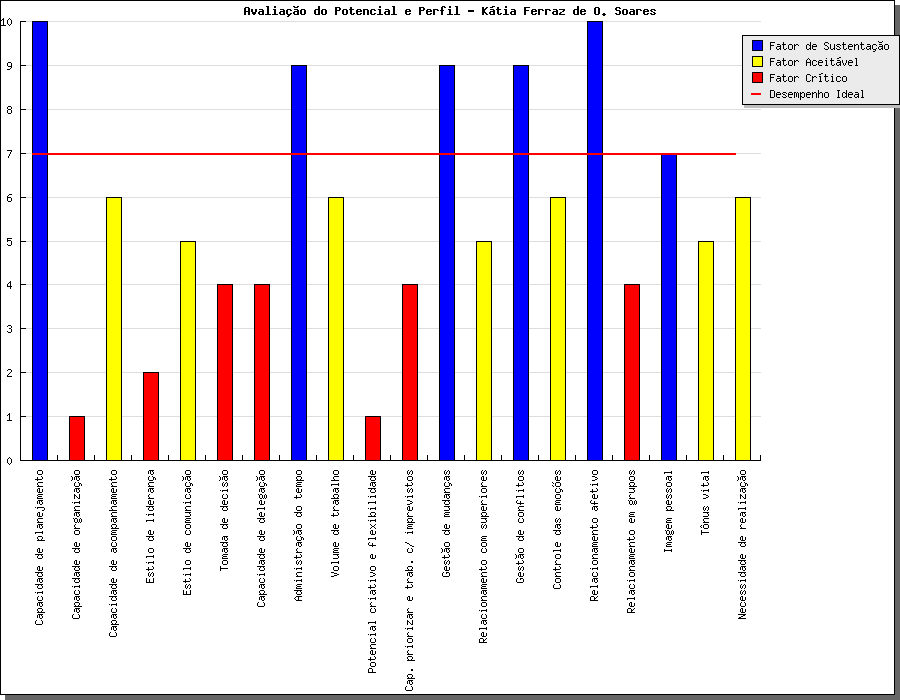 Avaliação do Potencial e Perfil - Kátia Ferraz de O. Soares
10
9
8
7
6
5
4
3
2
1
0
Fator de Sustentação
Fator Aceitável
Fator Crítico
Desempenho Ideal
Capacidade de planejamento
Capacidade de organização
Capacidade de acompanhamento
Estilo de liderança
Estilo de comunicação
Tomada de decisão
Capacidade de delegação
Administração do tempo
Volume de trabalho
Potencial criativo e flexibilidade
Cap. priorizar e trab. c/ imprevistos
Gestão de mudanças
Relacionamento com superiores
Gestão de conflitos
Controle das emoções
Relacionamento afetivo
Relacionamento em grupos
Imagem pessoal
Tônus vital
Necessidade de realização